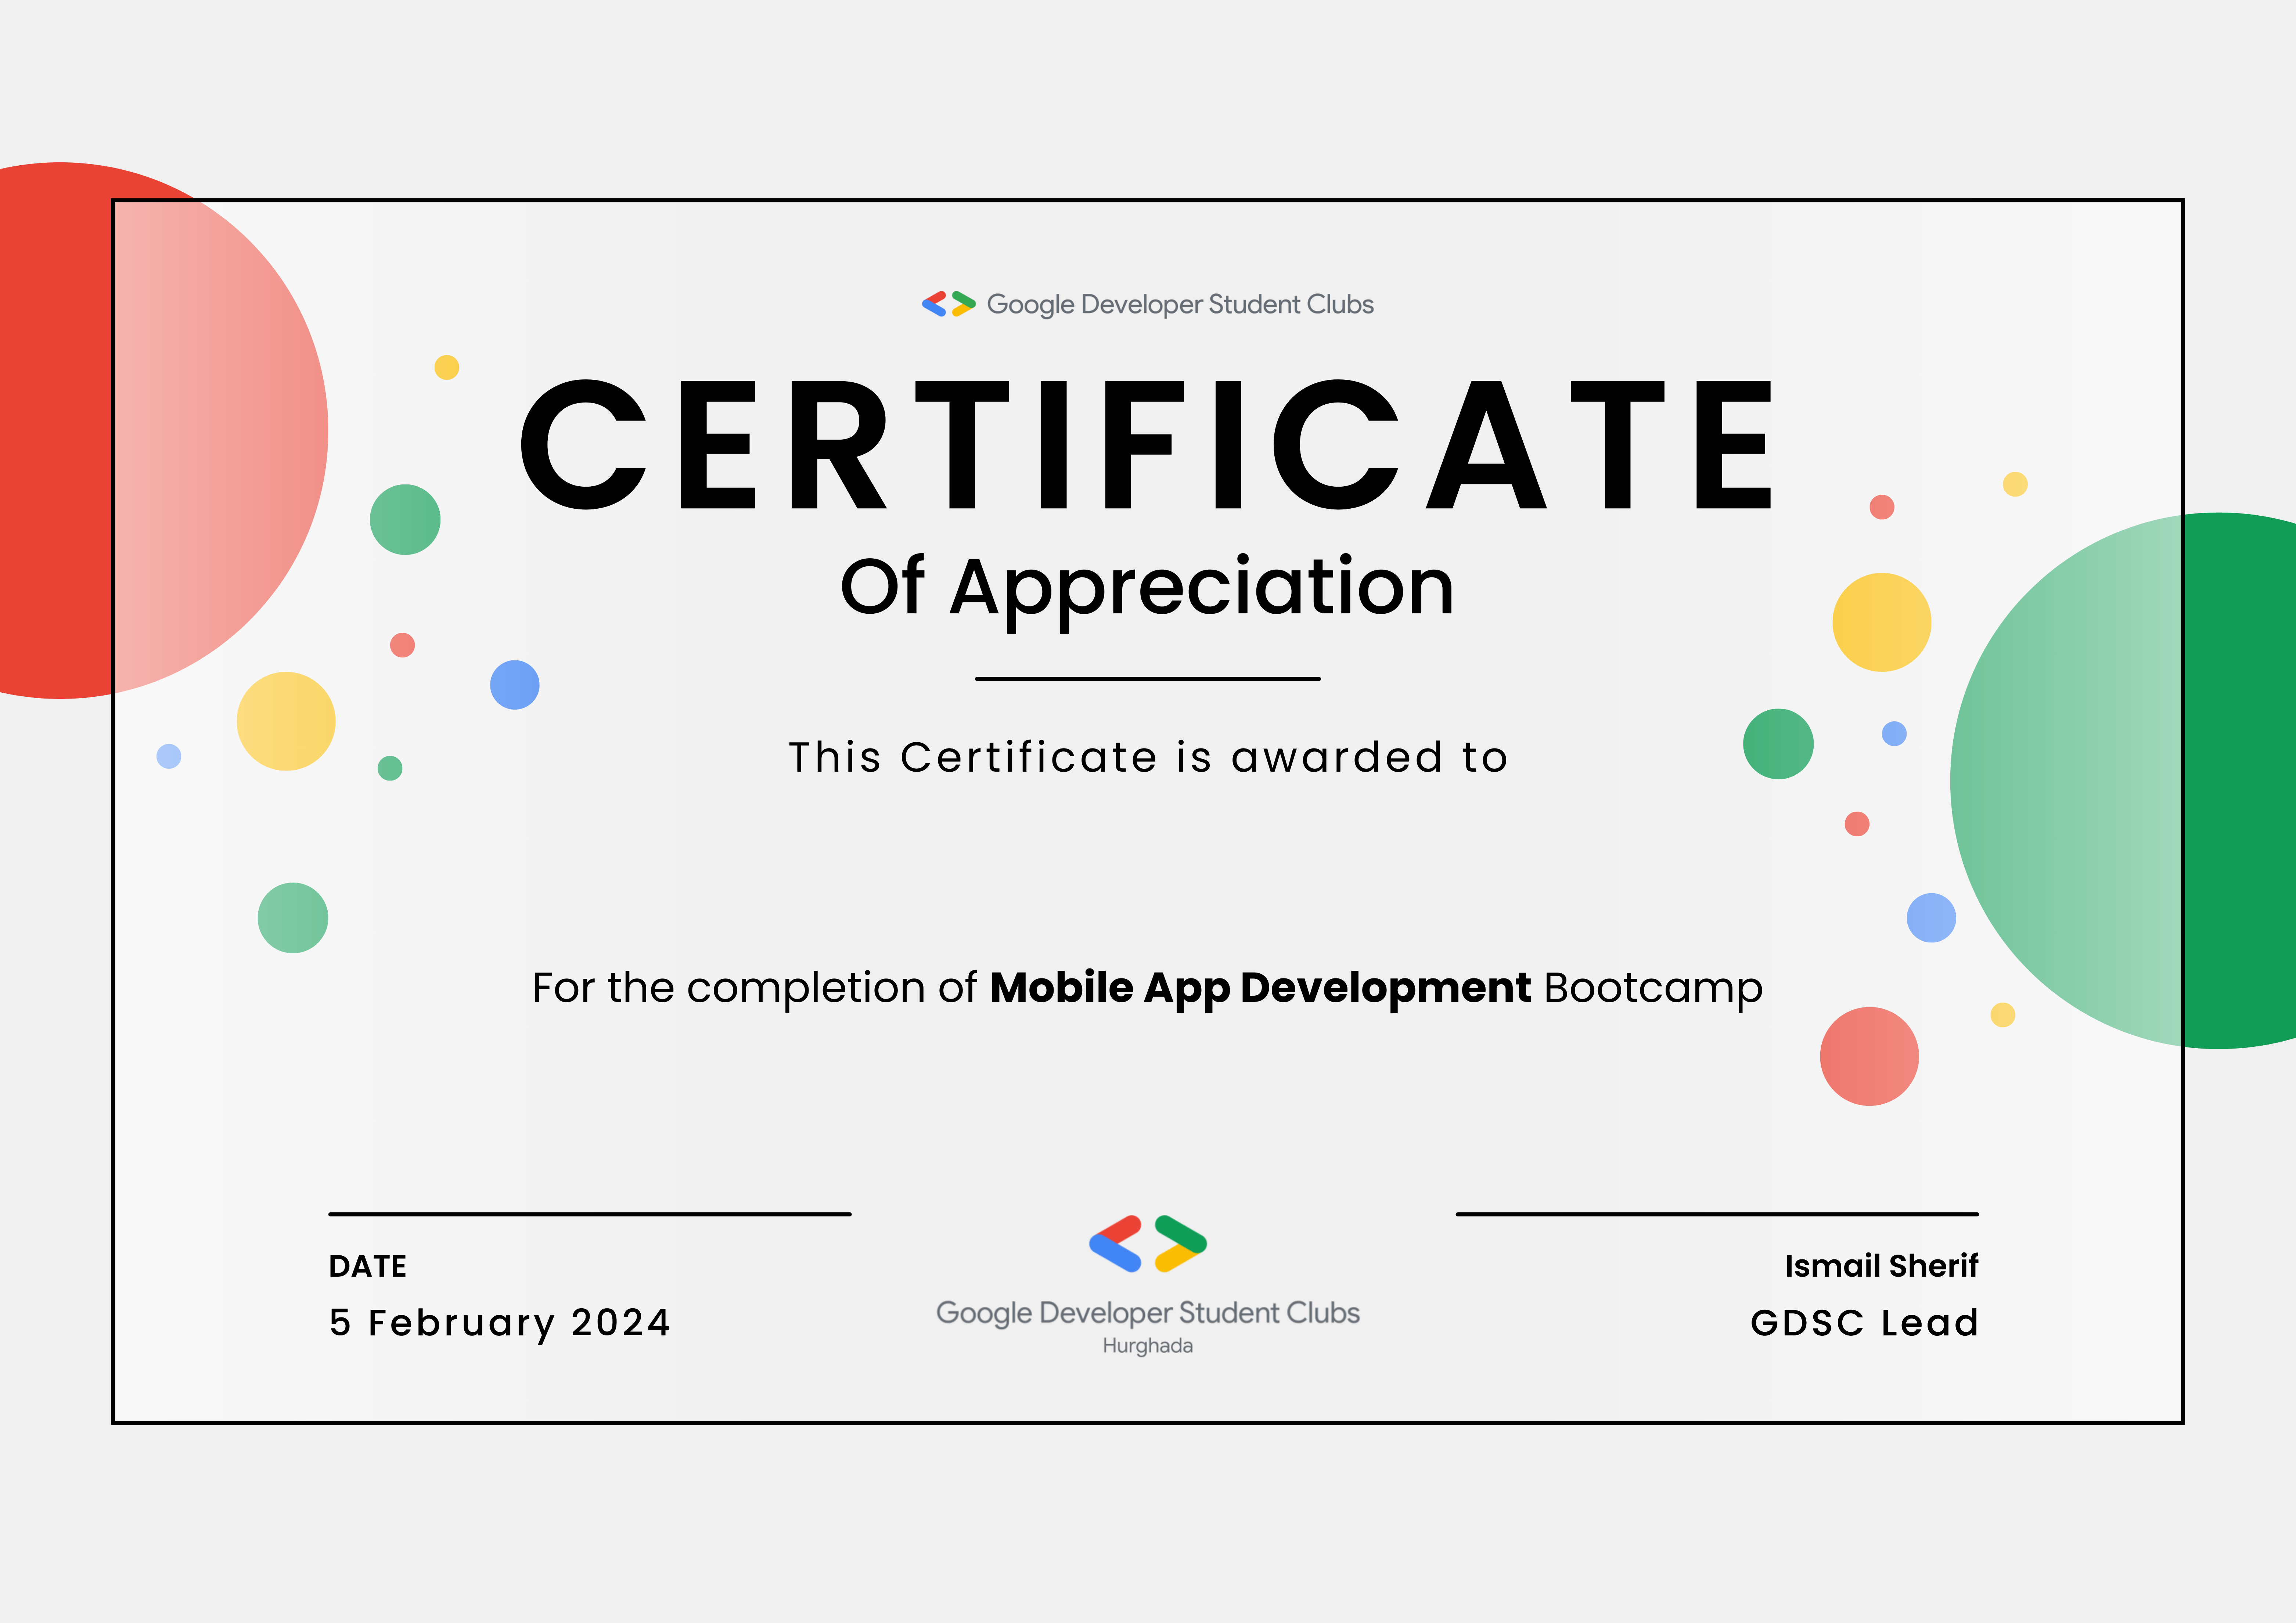 Google Developer Student Clubs
CERTIFICATE
Of Appreciation
This Certificate is awarded to
For the completion of Mobile App Development Bootcamp
DATE
5 February 2024
Google Developer Student Clubs
Hurghada
Ismail Sherif
GDSC Lead